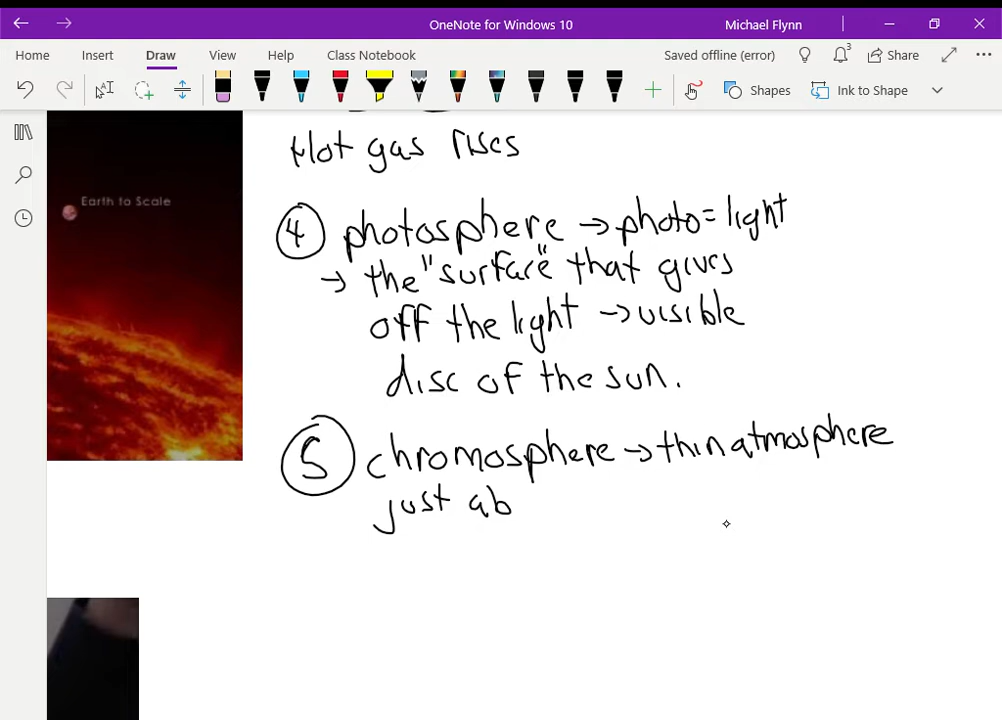 OneNote for Windows 10
Michael Flynn
Home Insert Draw View Help Class Notebook Saved offline (error) 3 Share
Shapes Ink to Shape
Earth to Scale
Hot gas rises
④ photosphere → photo = light
→ the "surface" that gives
off the light → visible
disc of the sun.
⑤ chromosphere → thin atmosphere
just ab